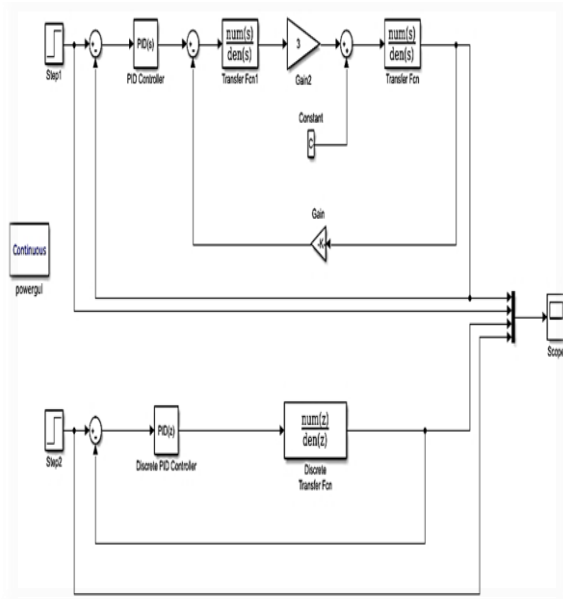 Step1
PID(s)
PID Controller
num(s)
den(s)
Transfer Fcn1
3
Gain2
num(s)
den(s)
Transfer Fcn
Constant
C
Gain
-K-
Continuous
powergui
Scope
Step2
PID(z)
Discrete PID Controller
num(z)
den(z)
Discrete
Transfer Fcn